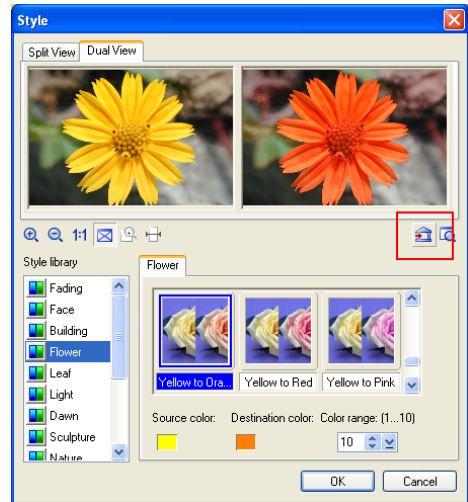 Style
Split View Dual View
1:1
Style library
Flower
Fading
Face
Building
Flower
Leaf
Light
Dawn
Sculpture
Nature
Yellow to Ora... Yellow to Red Yellow to Pink
Source color: Destination color: Color range: (1...10)
10
OK Cancel